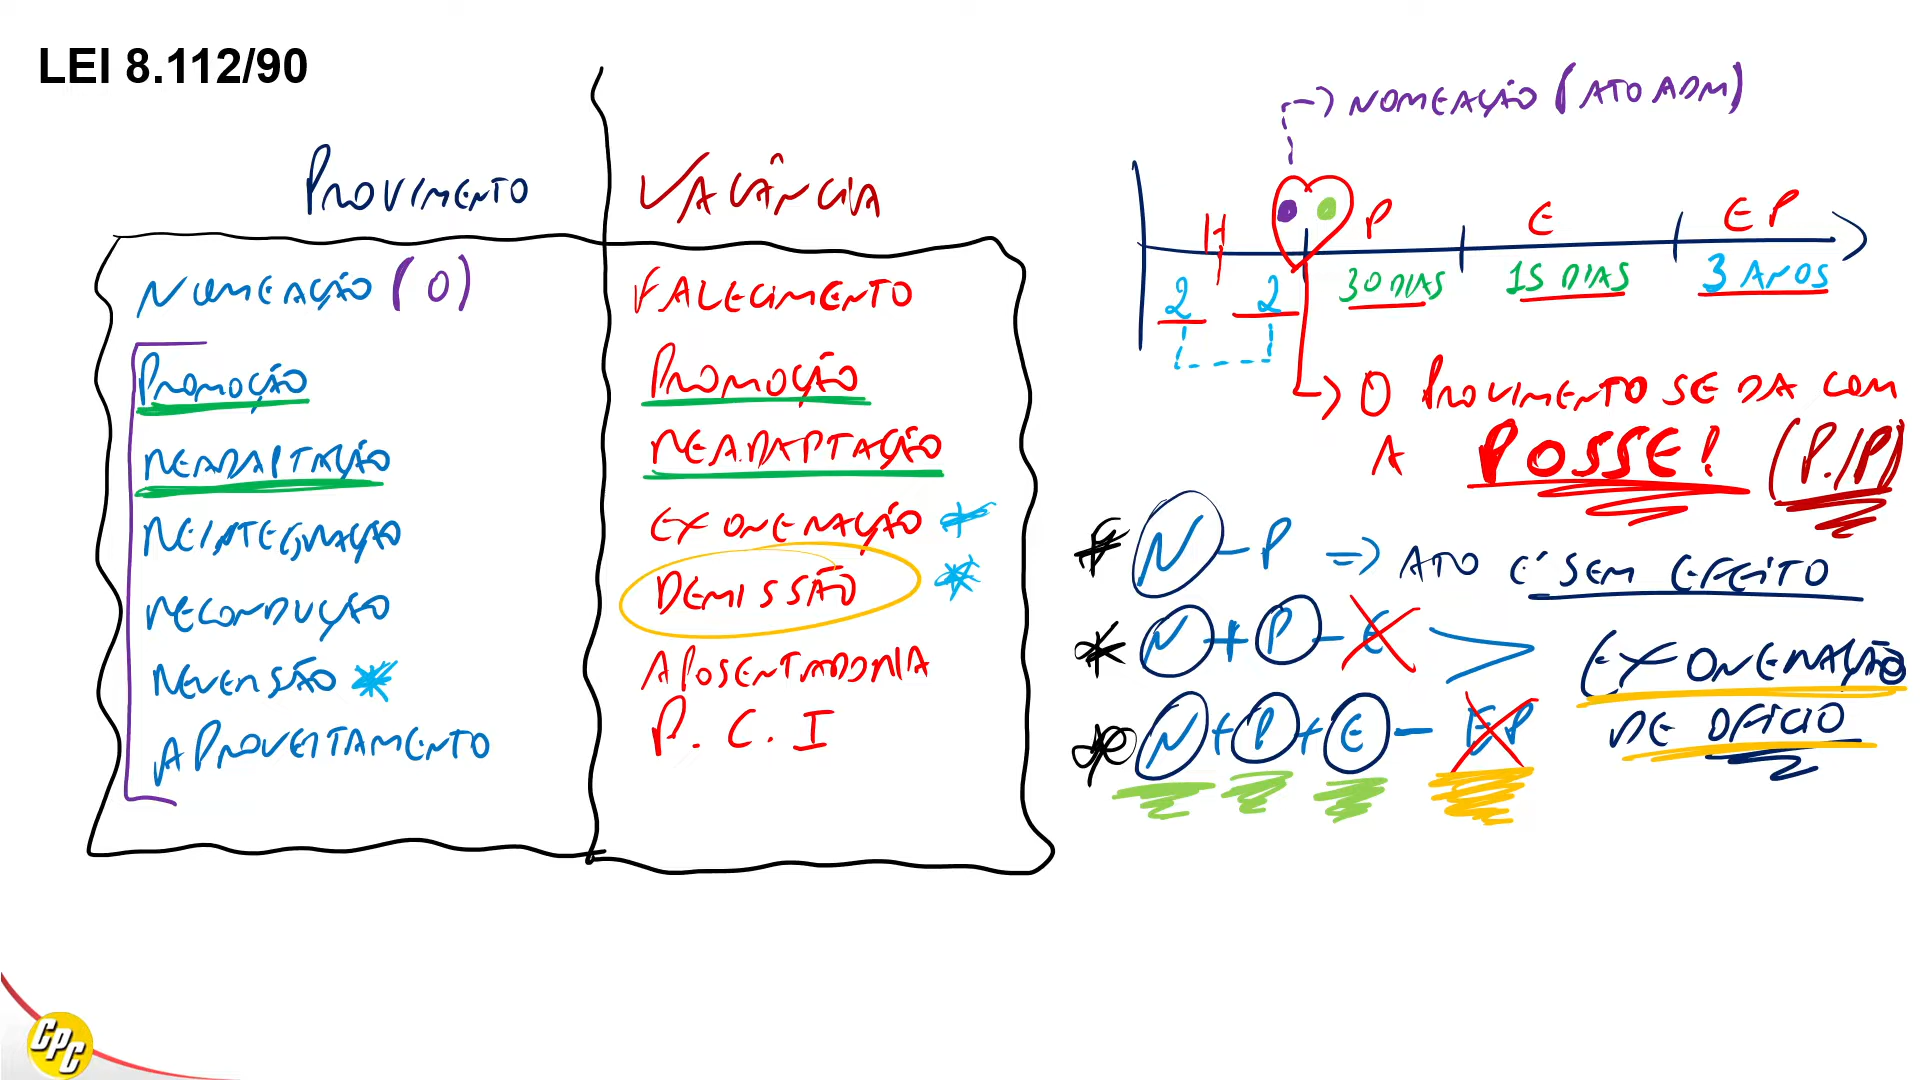 LEI 8.112/90
PROVIMENTO
NOMEAÇÃO (O)
PROMOÇÃO
READAPTAÇÃO
REINTEGRAÇÃO
RECONDUÇÃO
REVERSÃO *
APROVEITAMENTO
VACÂNCIA
FALECIMENTO
PROMOÇÃO
READAPTAÇÃO
EXONERAÇÃO *
DEMISSÃO *
APOSENTADORIA
P. C. I
NOMEAÇÃO (ATO ADM)
H P E EP
2 2 30 DIAS 15 DIAS 3 ANOS
O PROVIMENTO SE DA COM
A POSSE! (P./P)
* N - P => ATO É SEM EFEITO
* N + P - E
* N + P + E - EP
EXONERAÇÃO
DE OFÍCIO
CPC